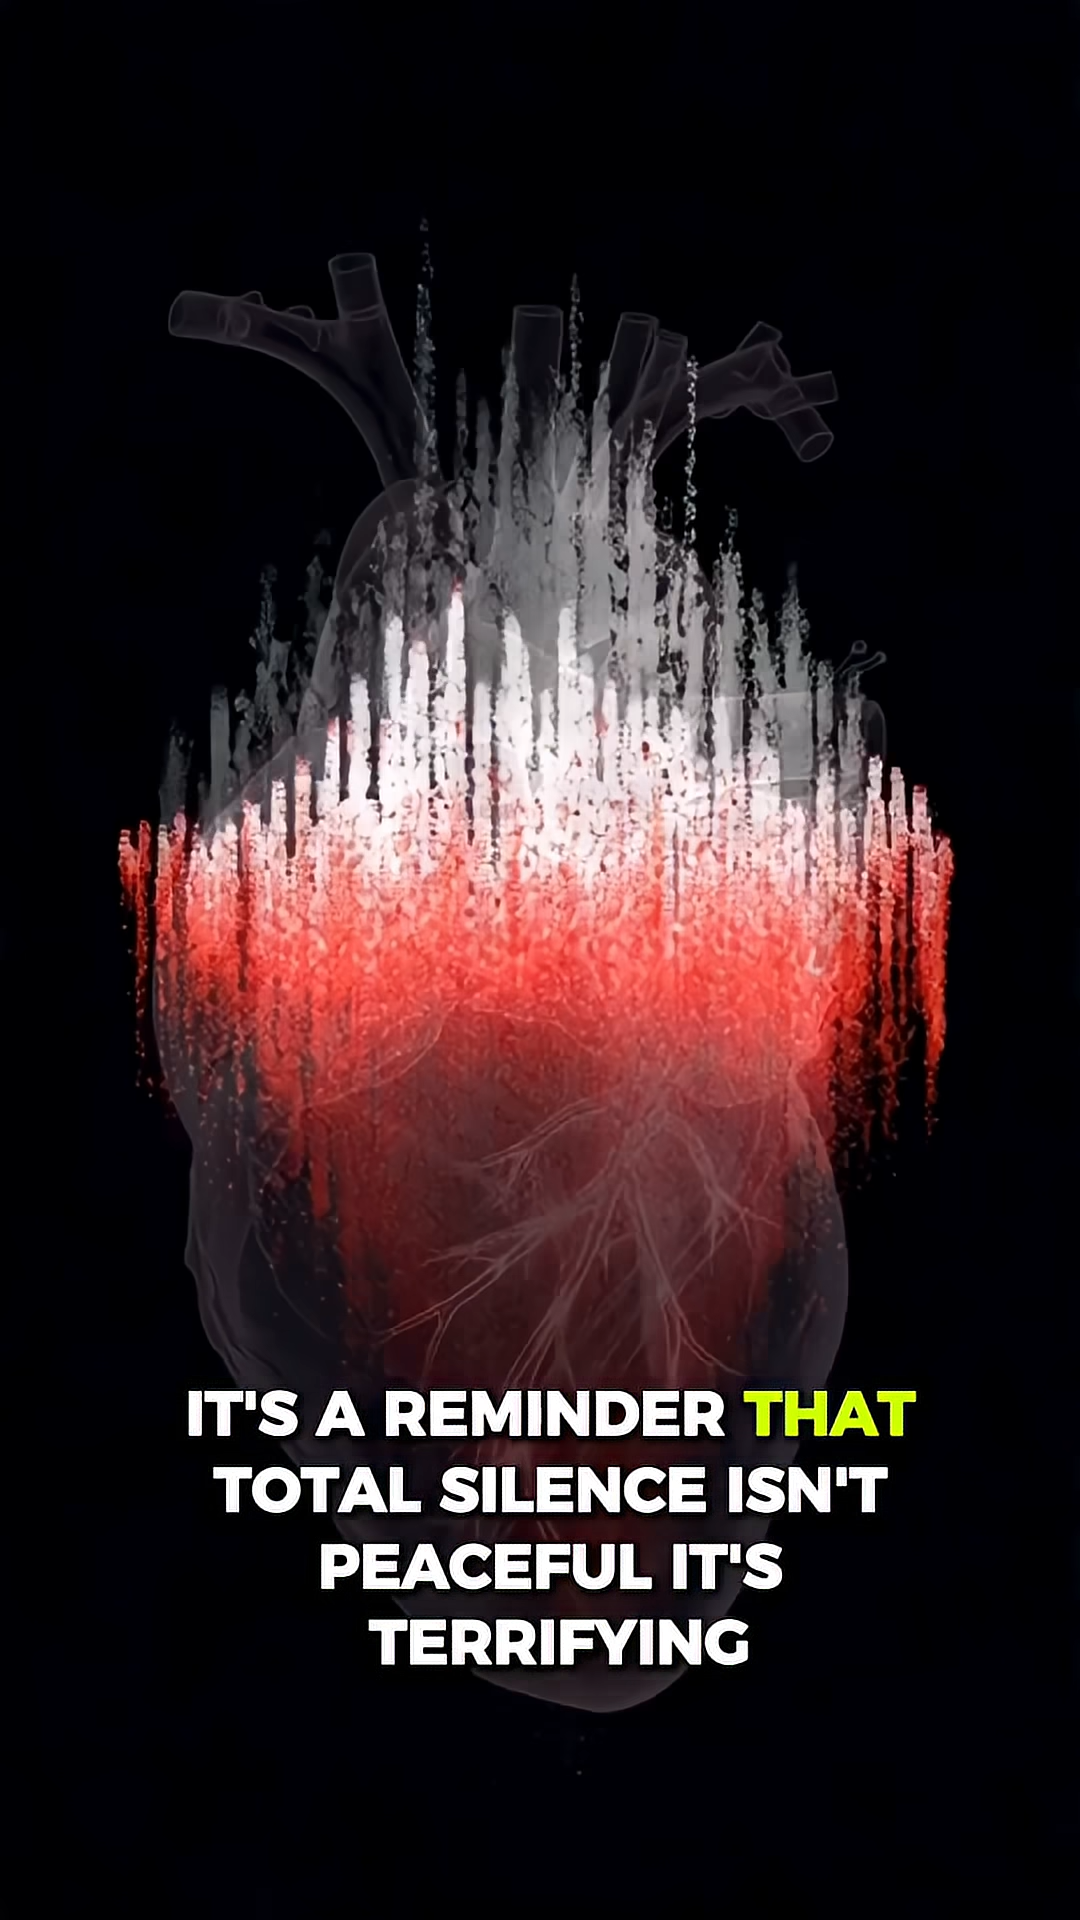 IT'S A REMINDER THAT
TOTAL SILENCE ISN'T
PEACEFUL IT'S
TERRIFYING